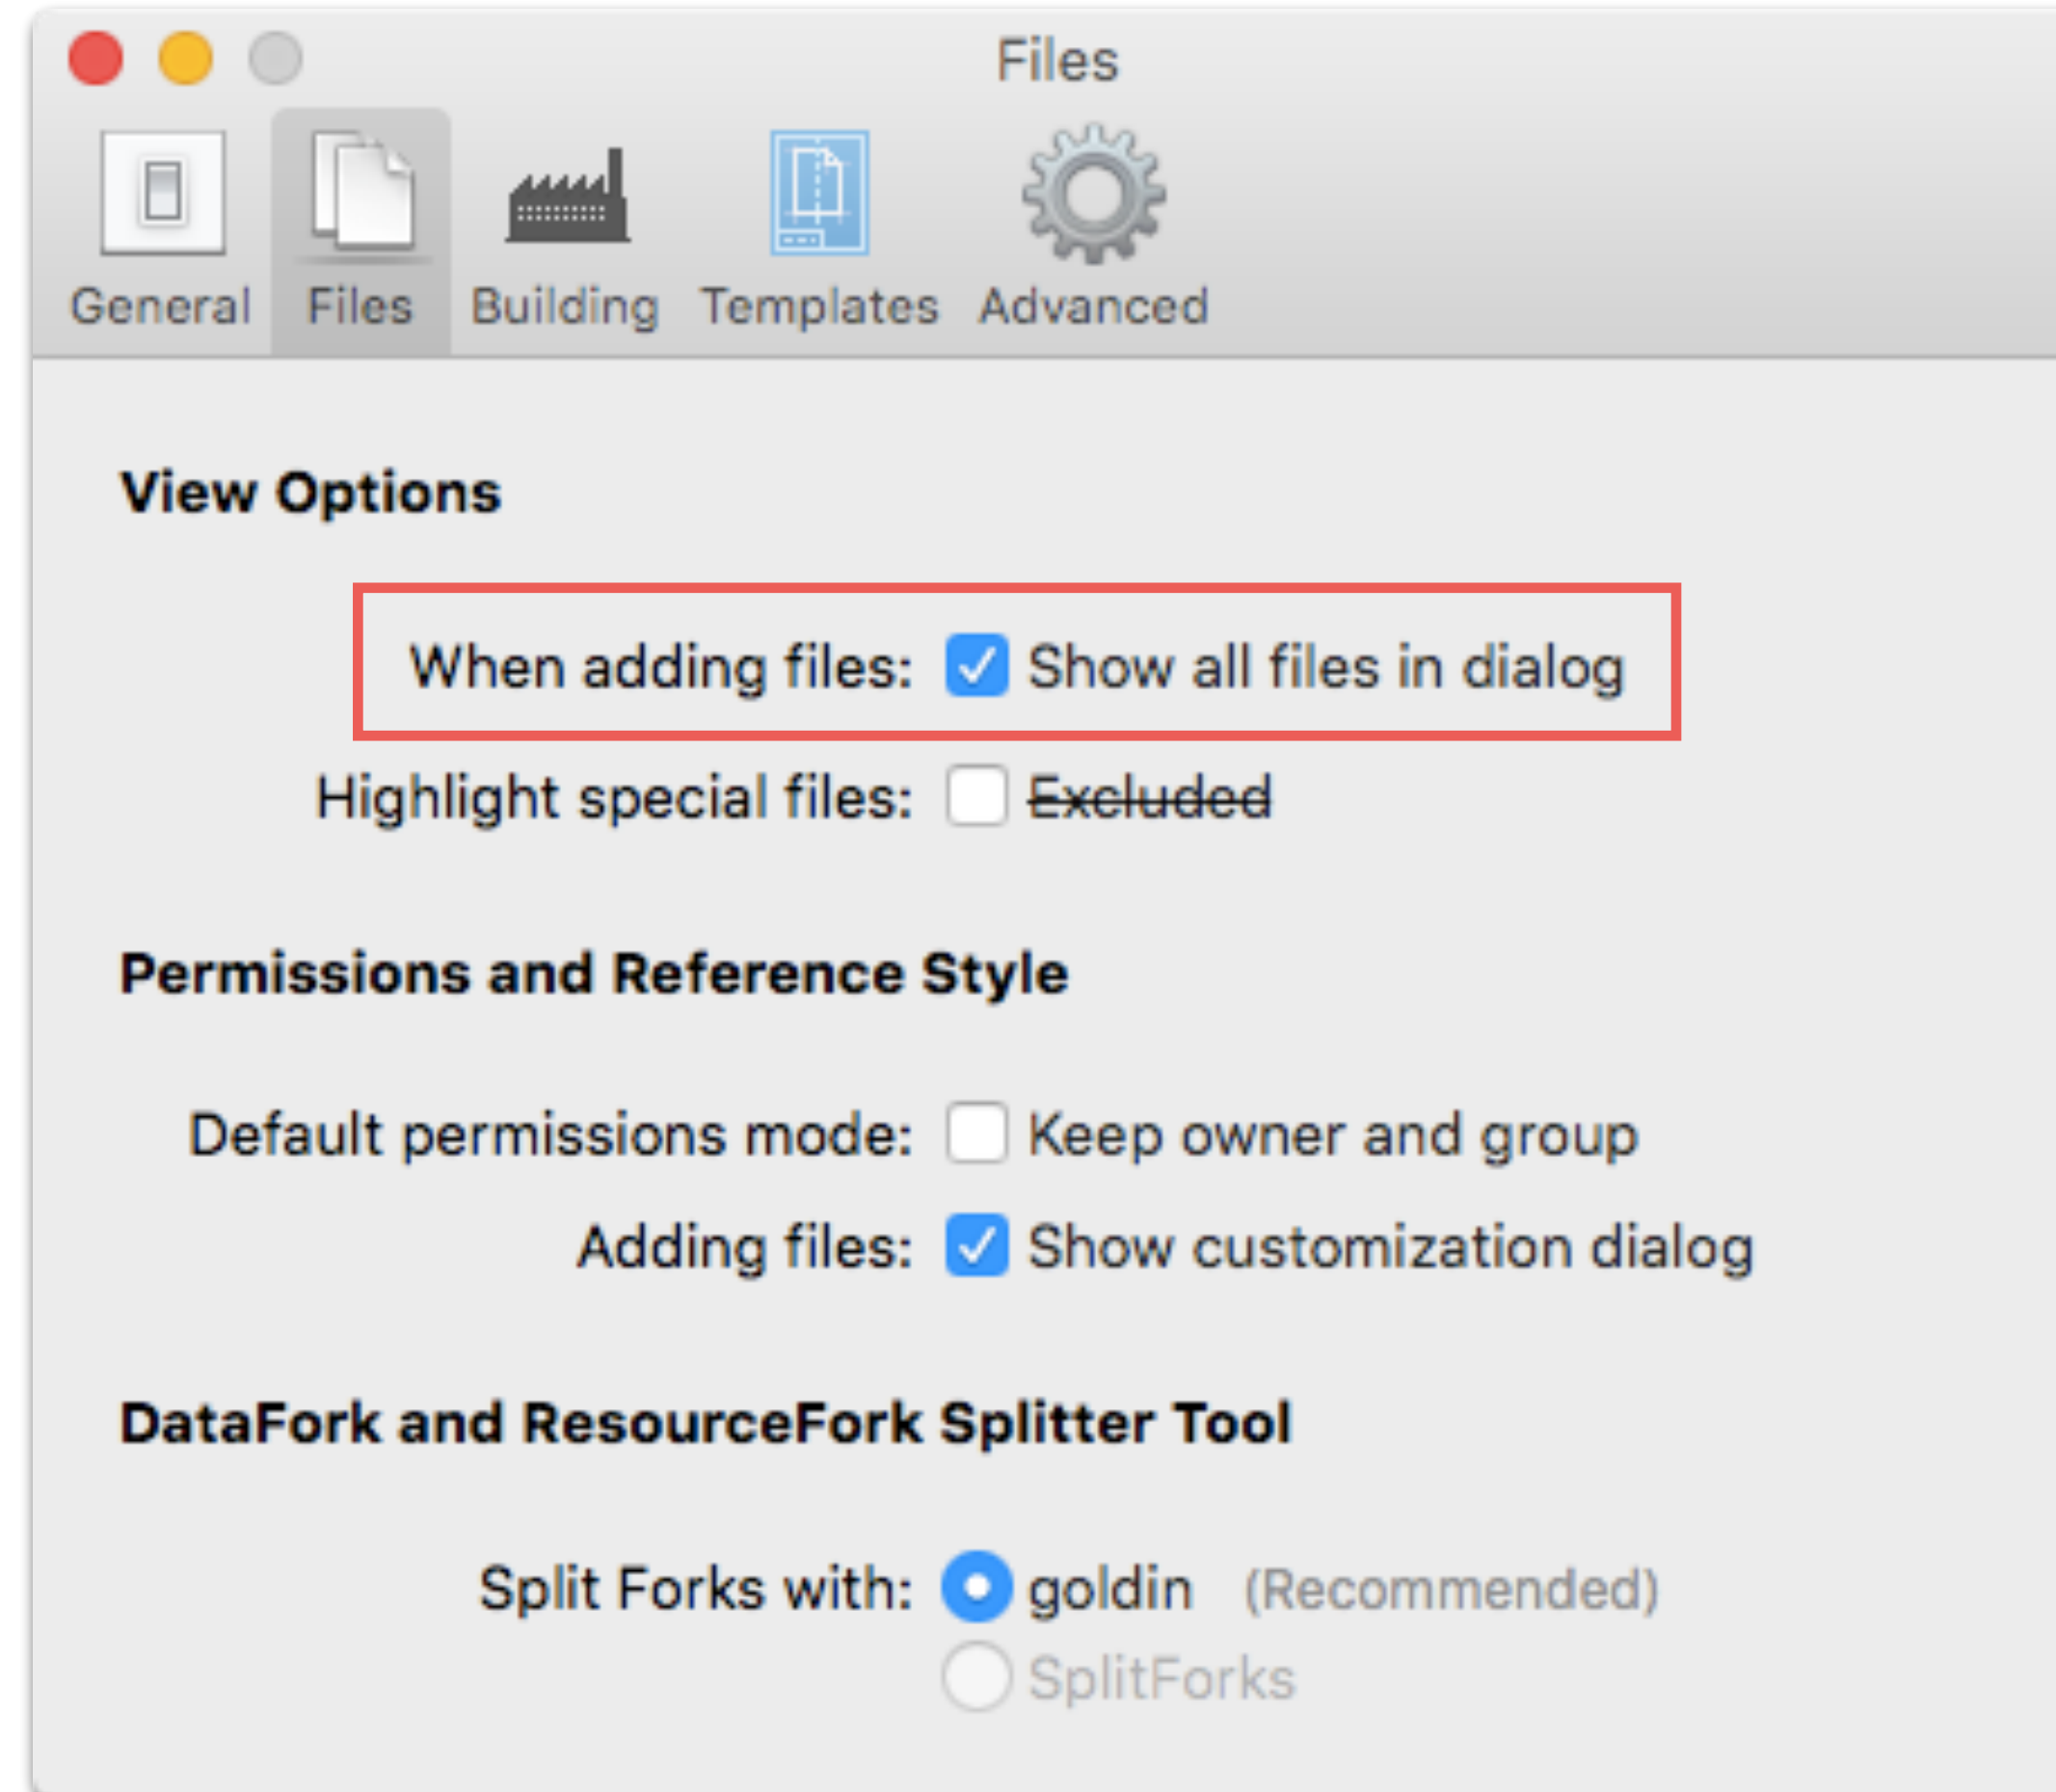 Files
General Files Building Templates Advanced
View Options
When adding files: Show all files in dialog
Highlight special files: Excluded
Permissions and Reference Style
Default permissions mode: Keep owner and group
Adding files: Show customization dialog
DataFork and ResourceFork Splitter Tool
Split Forks with: goldin (Recommended)
SplitForks